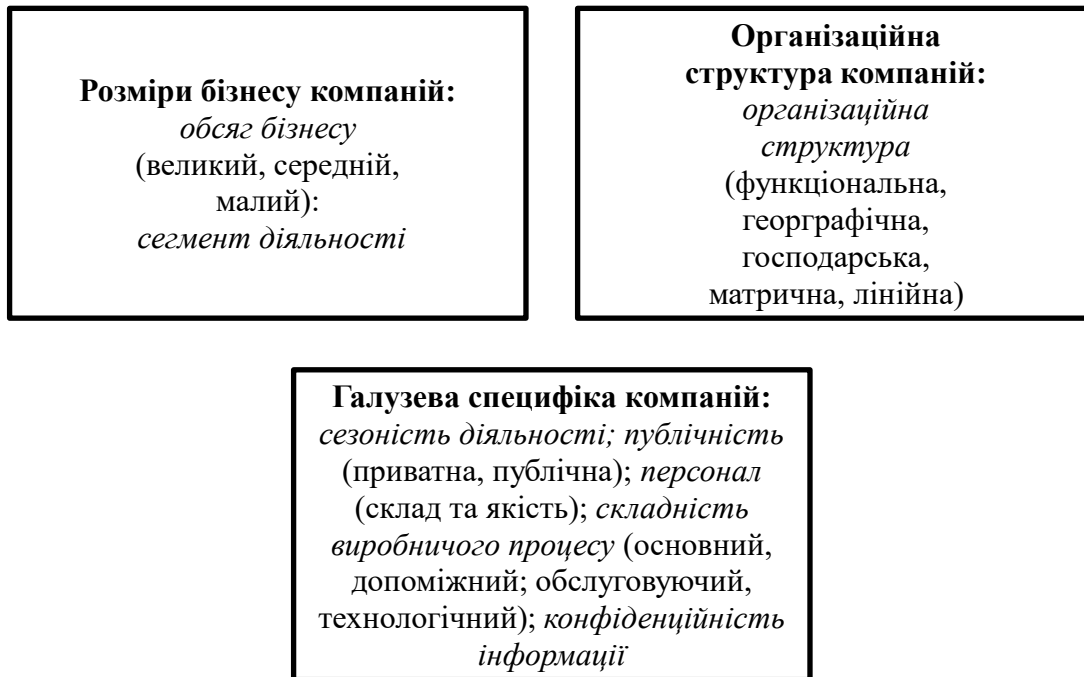 Розміри бізнесу компаній:
обсяг бізнесу
(великий, середній,
малий):
сегмент діяльності
Організаційна
структура компаній:
організаційна
структура
(функціональна,
георграфічна,
господарська,
матрична, лінійна)
Галузева специфіка компаній:
сезоність діяльності; публічність
(приватна, публічна); персонал
(склад та якість); складність
виробничого процесу (основний,
допоміжний; обслуговуючий,
технологічний); конфіденційність
інформації